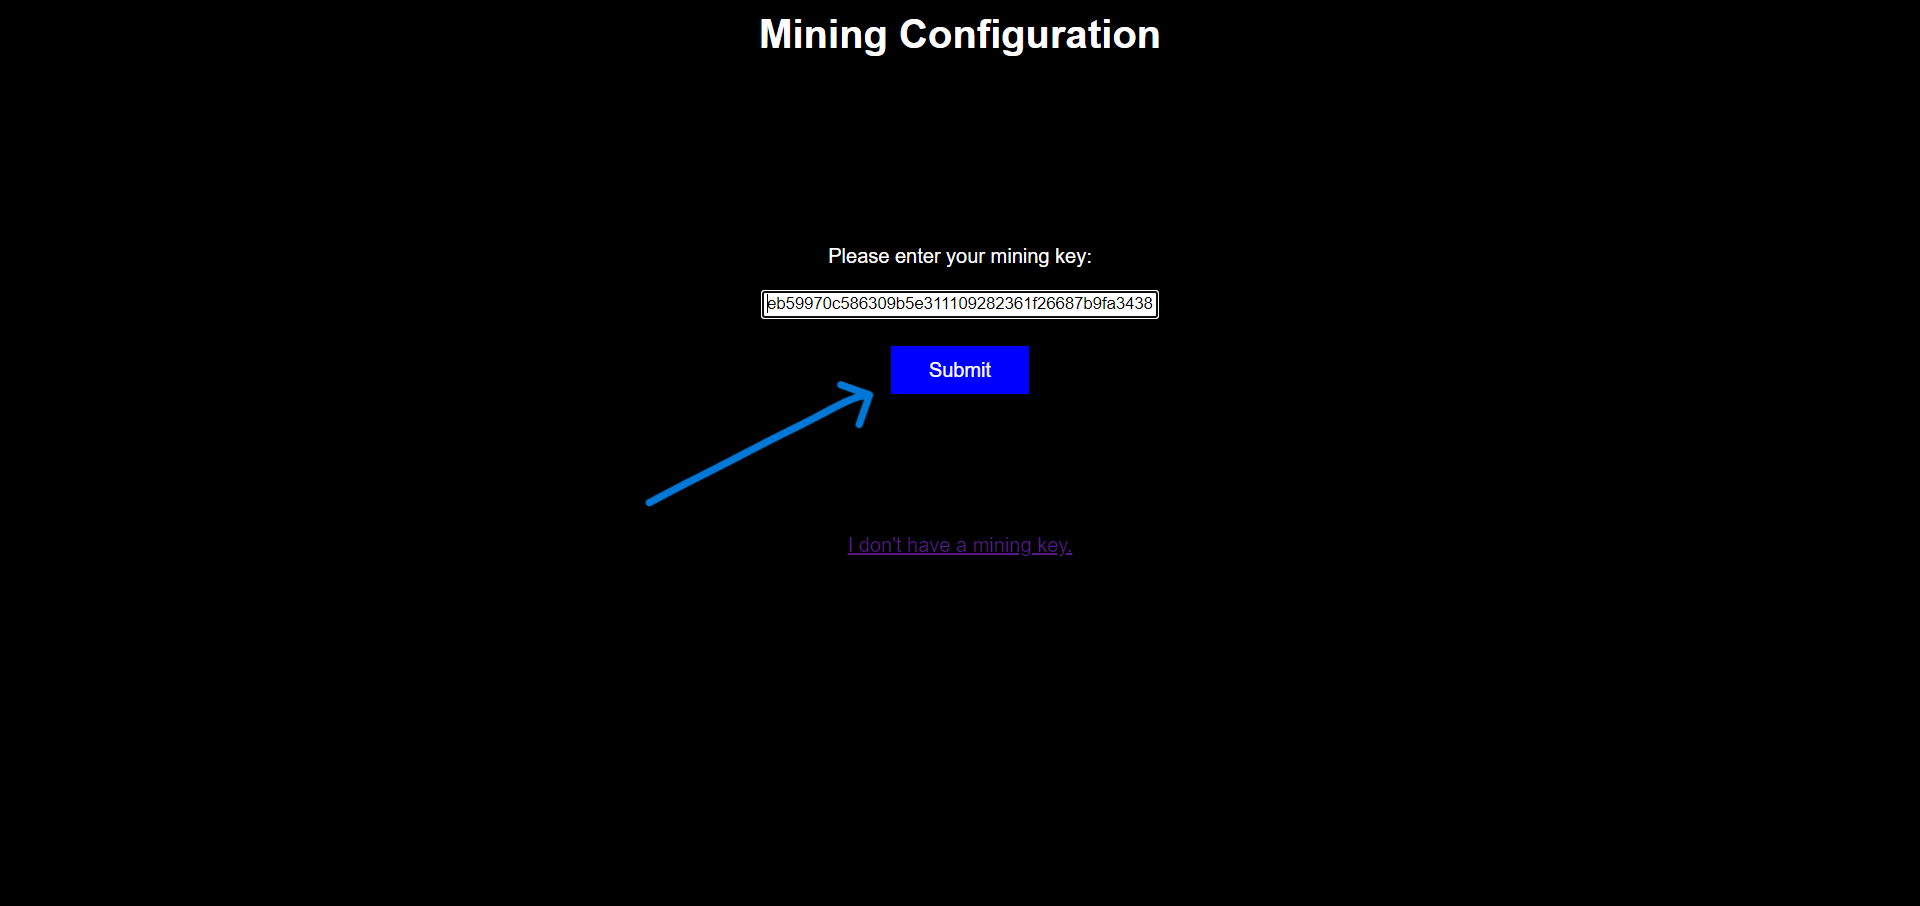 Mining Configuration
Please enter your mining key:
eb59970c586309b5e311109282361f26687b9fa3438
Submit
I don't have a mining key.